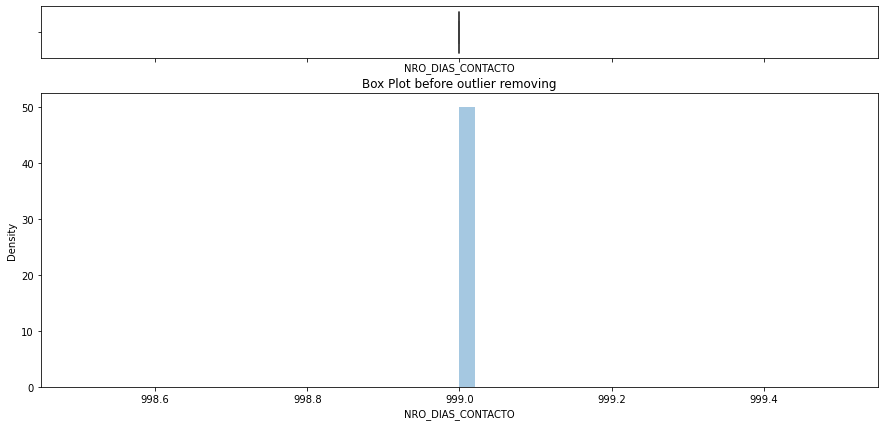 NRO_DIAS_CONTACTO
Box Plot before outlier removing
50
40
30
20
10
0
Density
998.6 998.8 999.0 999.2 999.4
NRO_DIAS_CONTACTO